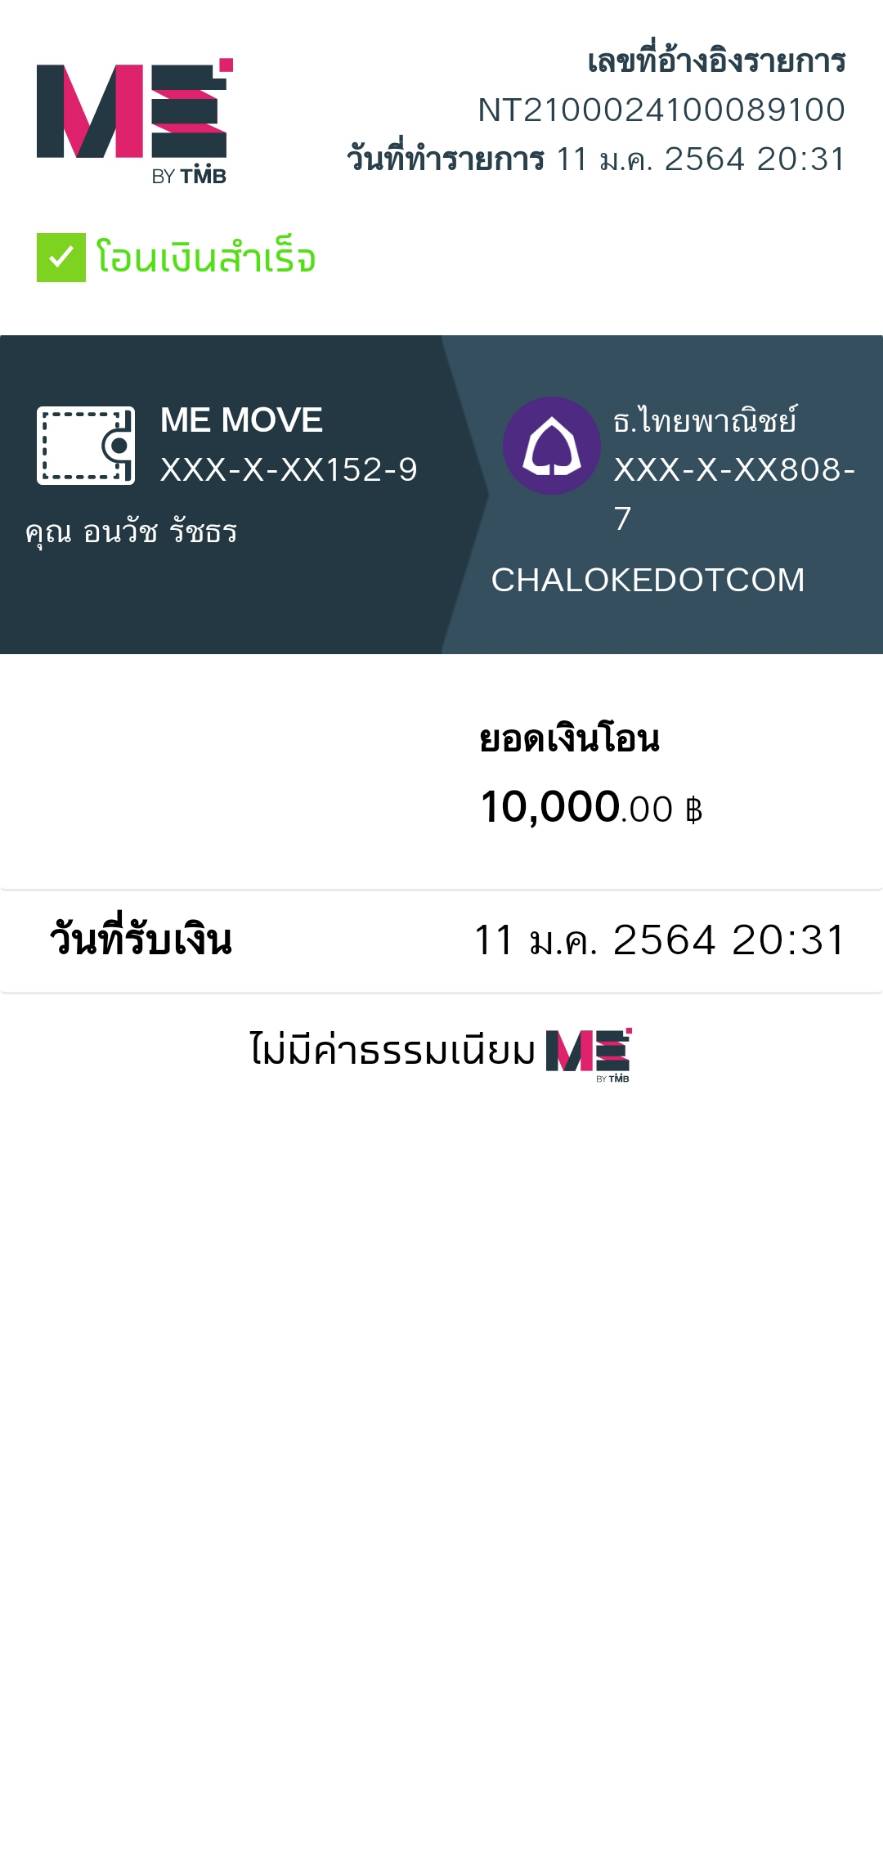 ME
BY TMB
เลขที่อ้างอิงรายการ
NT2100024100089100
วันที่ทำรายการ 11 ม.ค. 2564 20:31
โอนเงินสำเร็จ
ME MOVE
XXX-X-XX152-9
คุณ อนวัช รัชธร
ธ.ไทยพาณิชย์
XXX-X-XX808-
7
CHALOKEDOTCOM
ยอดเงินโอน
10,000.00 ฿
วันที่รับเงิน 11 ม.ค. 2564 20:31
ไม่มีค่าธรรมเนียม ME
BY TMB